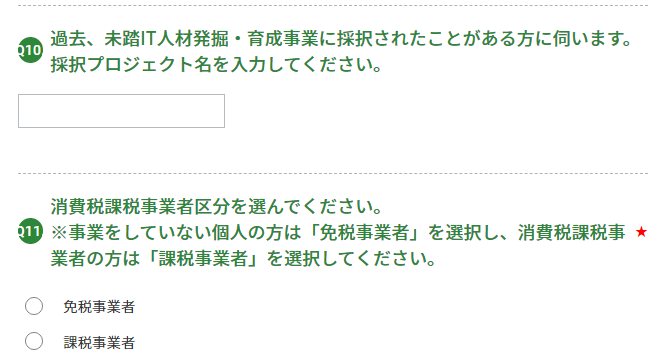 Q10
過去、未踏IT人材発掘・育成事業に採択されたことがある方に伺います。
採択プロジェクト名を入力してください。
消費税課税事業者区分を選んでください。
Q11
※事業をしていない個人の方は「免税事業者」を選択し、消費税課税事 ★
業者の方は「課税事業者」を選択してください。
免税事業者
課税事業者